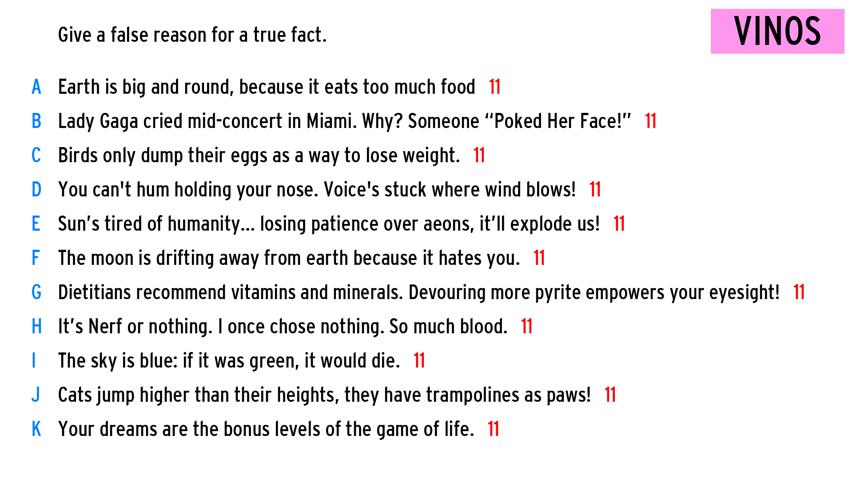 Give a false reason for a true fact.
VINOS
A Earth is big and round, because it eats too much food 11
B Lady Gaga cried mid-concert in Miami. Why? Someone “Poked Her Face!” 11
C Birds only dump their eggs as a way to lose weight. 11
D You can't hum holding your nose. Voice's stuck where wind blows! 11
E Sun’s tired of humanity... losing patience over aeons, it’ll explode us! 11
F The moon is drifting away from earth because it hates you. 11
G Dietitians recommend vitamins and minerals. Devouring more pyrite empowers your eyesight! 11
H It’s Nerf or nothing. I once chose nothing. So much blood. 11
I The sky is blue: if it was green, it would die. 11
J Cats jump higher than their heights, they have trampolines as paws! 11
K Your dreams are the bonus levels of the game of life. 11